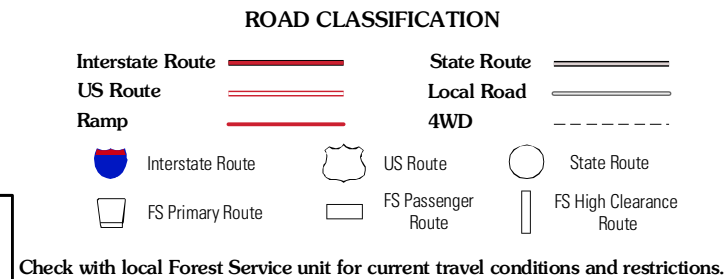 ROAD CLASSIFICATION
Interstate Route
State Route
US Route
Local Road
Ramp
4WD
Interstate Route
US Route
State Route
FS Primary Route
FS Passenger
Route
FS High Clearance
Route
Check with local Forest Service unit for current travel conditions and restrictions.